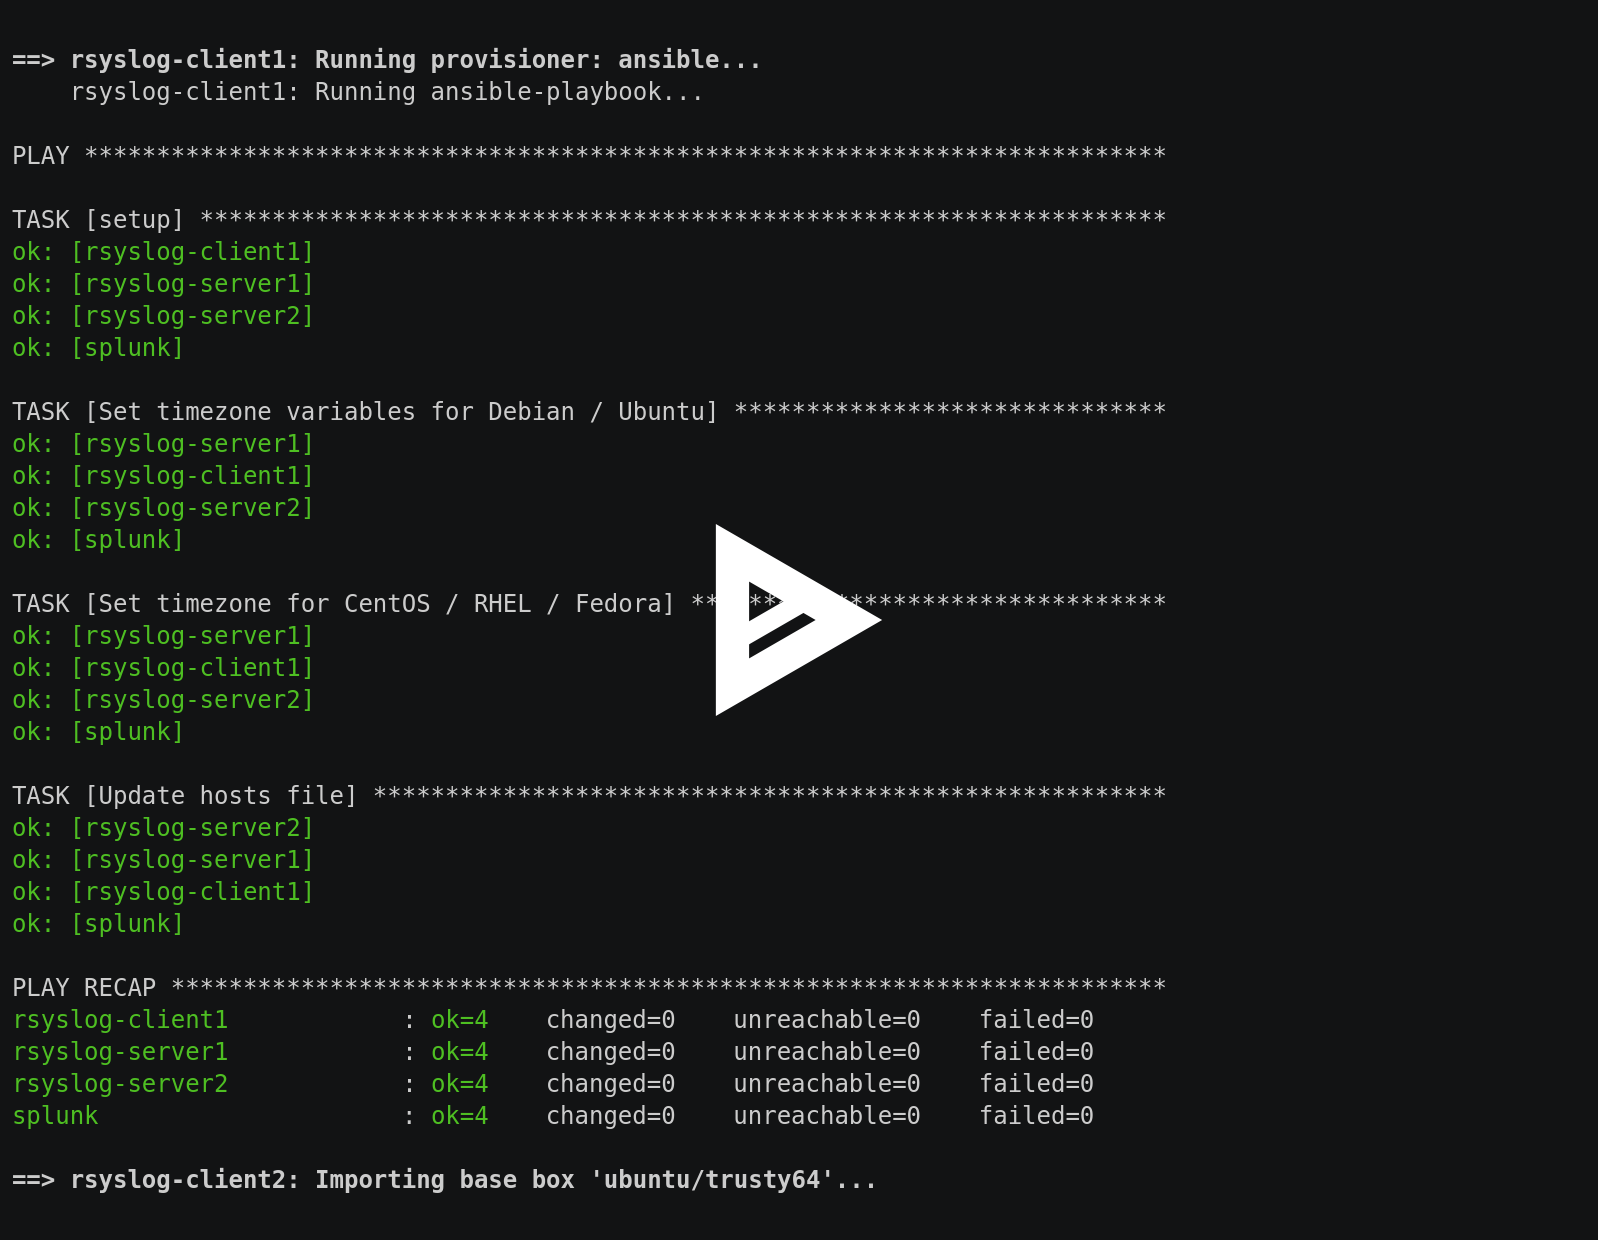 ==> rsyslog-client1: Running provisioner: ansible...
    rsyslog-client1: Running ansible-playbook...

PLAY ***************************************************************************

TASK [setup] *******************************************************************
ok: [rsyslog-client1]
ok: [rsyslog-server1]
ok: [rsyslog-server2]
ok: [splunk]

TASK [Set timezone variables for Debian / Ubuntu] ******************************
ok: [rsyslog-server1]
ok: [rsyslog-client1]
ok: [rsyslog-server2]
ok: [splunk]

TASK [Set timezone for CentOS / RHEL / Fedora] *********************************
ok: [rsyslog-server1]
ok: [rsyslog-client1]
ok: [rsyslog-server2]
ok: [splunk]

TASK [Update hosts file] *******************************************************
ok: [rsyslog-server2]
ok: [rsyslog-server1]
ok: [rsyslog-client1]
ok: [splunk]

PLAY RECAP *********************************************************************
rsyslog-client1            : ok=4    changed=0    unreachable=0    failed=0
rsyslog-server1            : ok=4    changed=0    unreachable=0    failed=0
rsyslog-server2            : ok=4    changed=0    unreachable=0    failed=0
splunk                     : ok=4    changed=0    unreachable=0    failed=0

==> rsyslog-client2: Importing base box 'ubuntu/trusty64'...